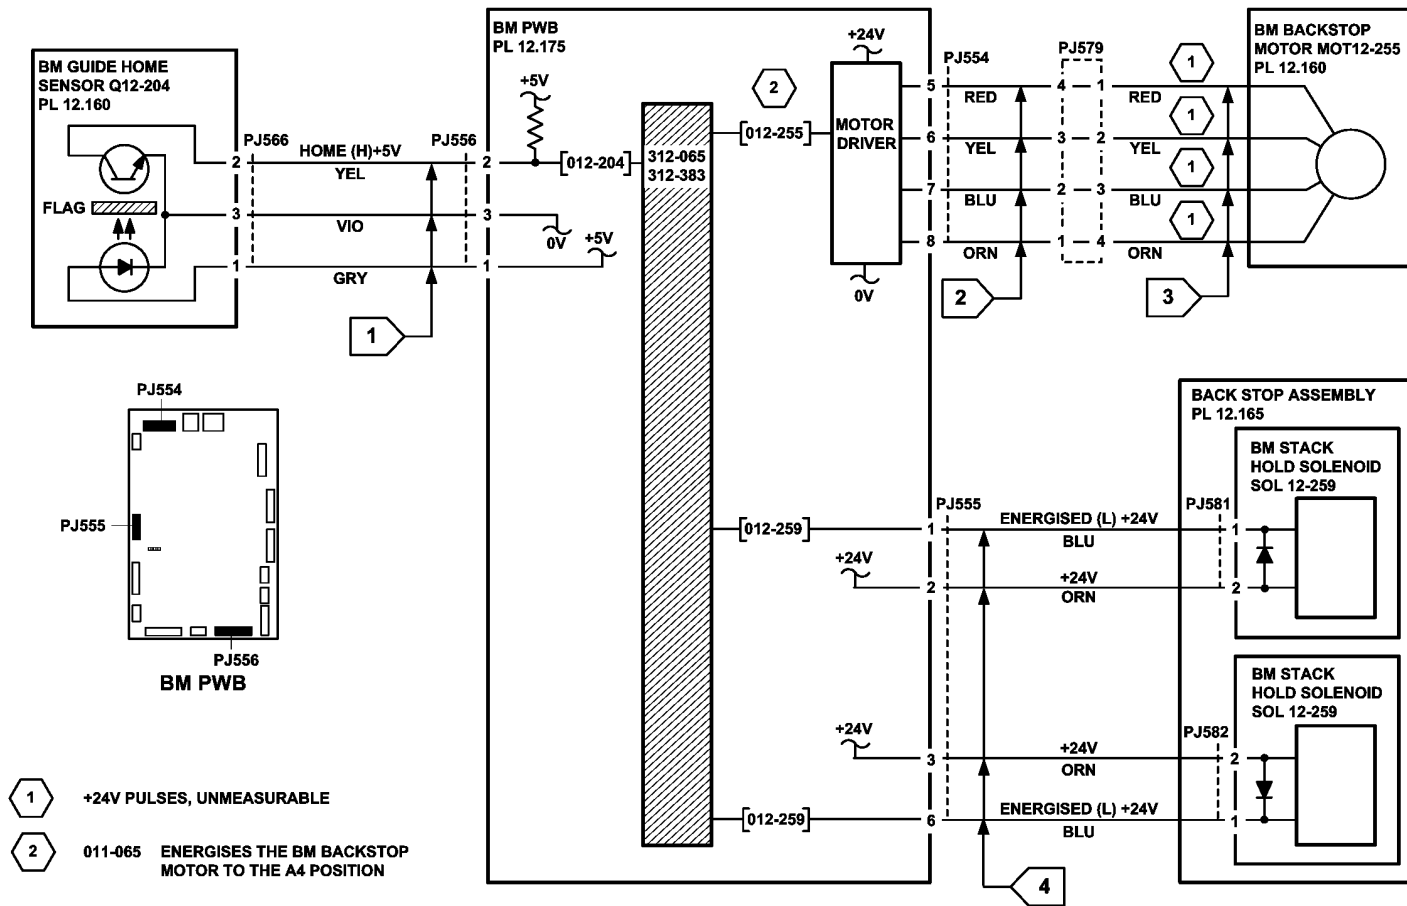 BM GUIDE HOME
SENSOR Q12-204
PL 12.160
FLAG
2
3
1
PJ566
HOME (H)+5V
YEL
VIO
GRY
PJ556
2
3
1
1
BM PWB
PL 12.175
+5V
[012-204]
0V
+5V
312-065
312-383
2
[012-255]
+24V
MOTOR
DRIVER
0V
5
6
7
8
PJ554
RED
YEL
BLU
ORN
2
PJ579
4 1
3 2
2 3
1 4
RED
YEL
BLU
ORN
1
1
1
1
3
BM BACKSTOP
MOTOR MOT12-255
PL 12.160
PJ554
PJ555
PJ556
BM PWB
[012-259]
+24V
+24V
[012-259]
1
2
3
6
PJ555
ENERGISED (L) +24V
BLU
+24V
ORN
+24V
ORN
ENERGISED (L) +24V
BLU
4
BACK STOP ASSEMBLY
PL 12.165
PJ581
1
2
BM STACK
HOLD SOLENOID
SOL 12-259
PJ582
2
1
BM STACK
HOLD SOLENOID
SOL 12-259
1 +24V PULSES, UNMEASURABLE
2 011-065 ENERGISES THE BM BACKSTOP
MOTOR TO THE A4 POSITION